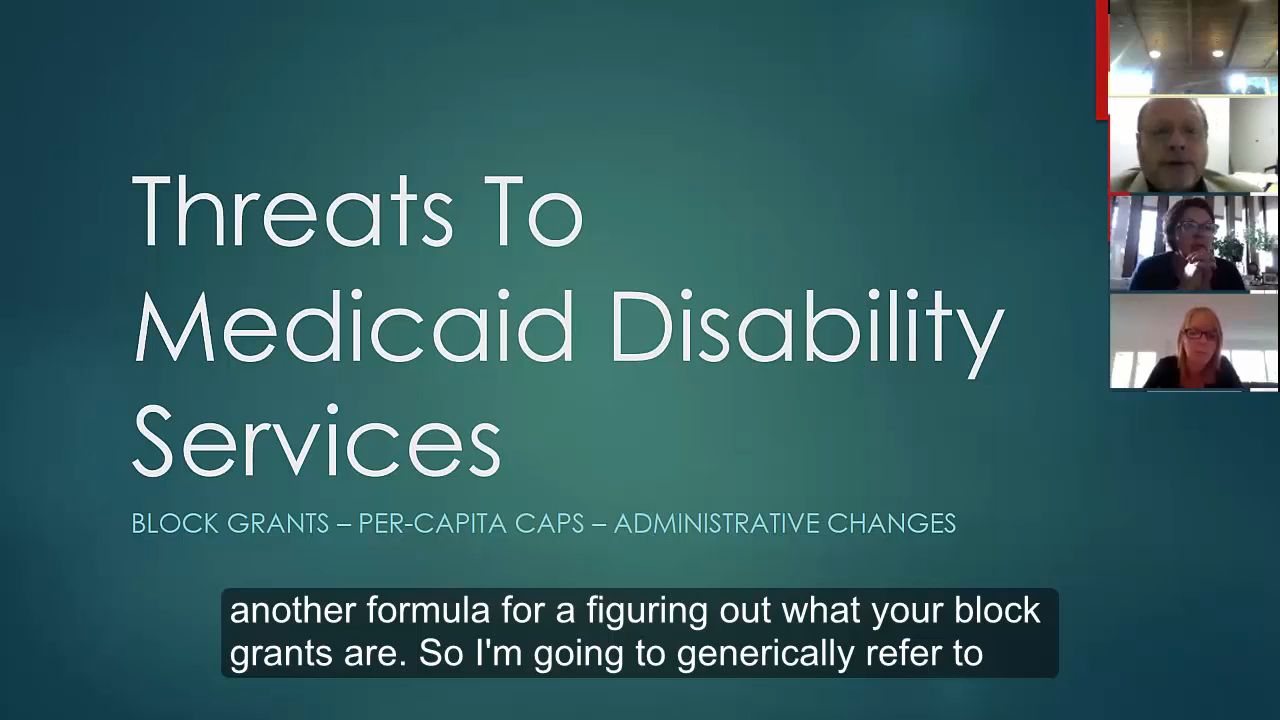 Threats To
Medicaid Disability
Services
BLOCK GRANTS – PER-CAPITA CAPS – ADMINISTRATIVE CHANGES
another formula for a figuring out what your block
grants are. So I'm going to generically refer to